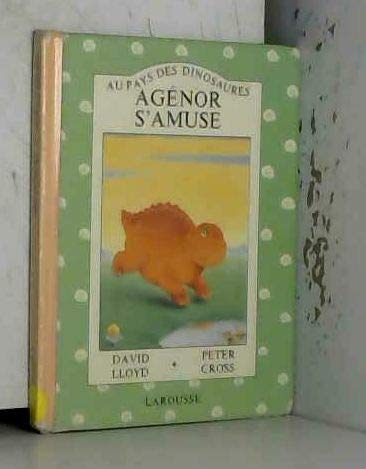 AU PAYS DES DINOSAURES
AGÉNOR
S'AMUSE
DAVID
LLOYD
PETER
CROSS
LAROUSSE